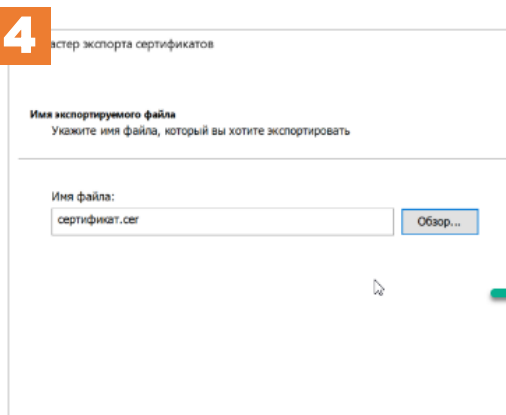 4
астер экспорта сертификатов
Имя экспортируемого файла
Укажите имя файла, который вы хотите экспортировать
Имя файла:
сертификат.cer
Обзор...